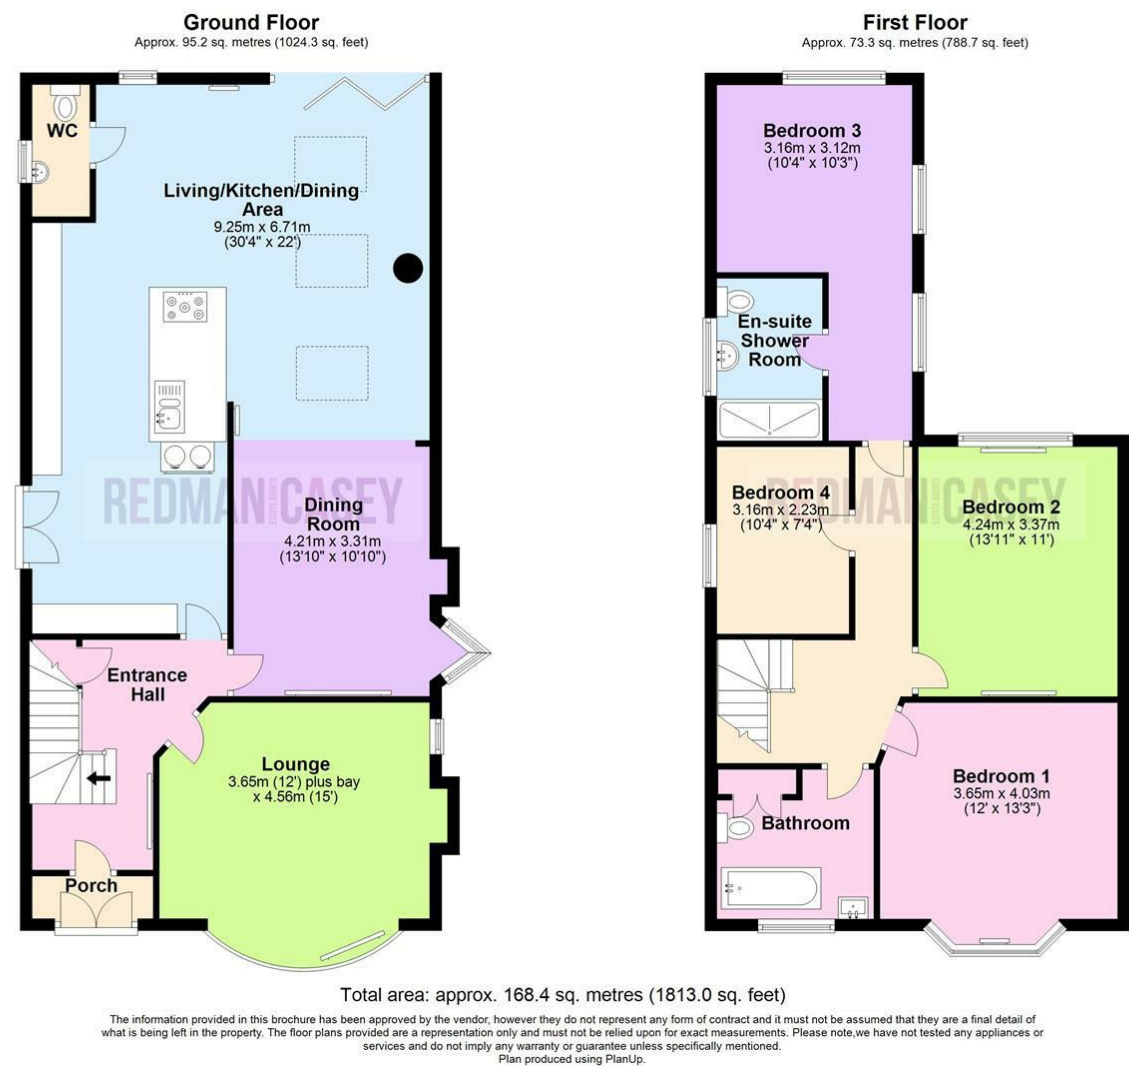 Ground Floor
Approx. 95.2 sq. metres (1024.3 sq. feet)
WC
Living/Kitchen/Dining
Area
9.25m x 6.71m
(30'4" x 22')
Dining
Room
4.21m x 3.31m
(13'10" x 10'10")
Entrance
Hall
Lounge
3.65m (12') plus bay
x 4.56m (15')
Porch
REDMAN CASEY
ESTATE AGENTS
First Floor
Approx. 73.3 sq. metres (788.7 sq. feet)
Bedroom 3
3.16m x 3.12m
(10'4" x 10'3")
En-suite
Shower
Room
Bedroom 4
3.16m x 2.23m
(10'4" x 7'4")
Bedroom 2
4.24m x 3.37m
(13'11" x 11')
Bedroom 1
3.65m x 4.03m
(12' x 13'3")
Bathroom
REDMAN CASEY
ESTATE AGENTS
Total area: approx. 168.4 sq. metres (1813.0 sq. feet)
The information provided in this brochure has been approved by the vendor, however they do not represent any form of contract and it must not be assumed that they are a final detail of
what is being left in the property. The floor plans provided are a representation only and must not be relied upon for exact measurements. Please note,we have not tested any appliances or
services and do not imply any warranty or guarantee unless specifically mentioned.
Plan produced using PlanUp.